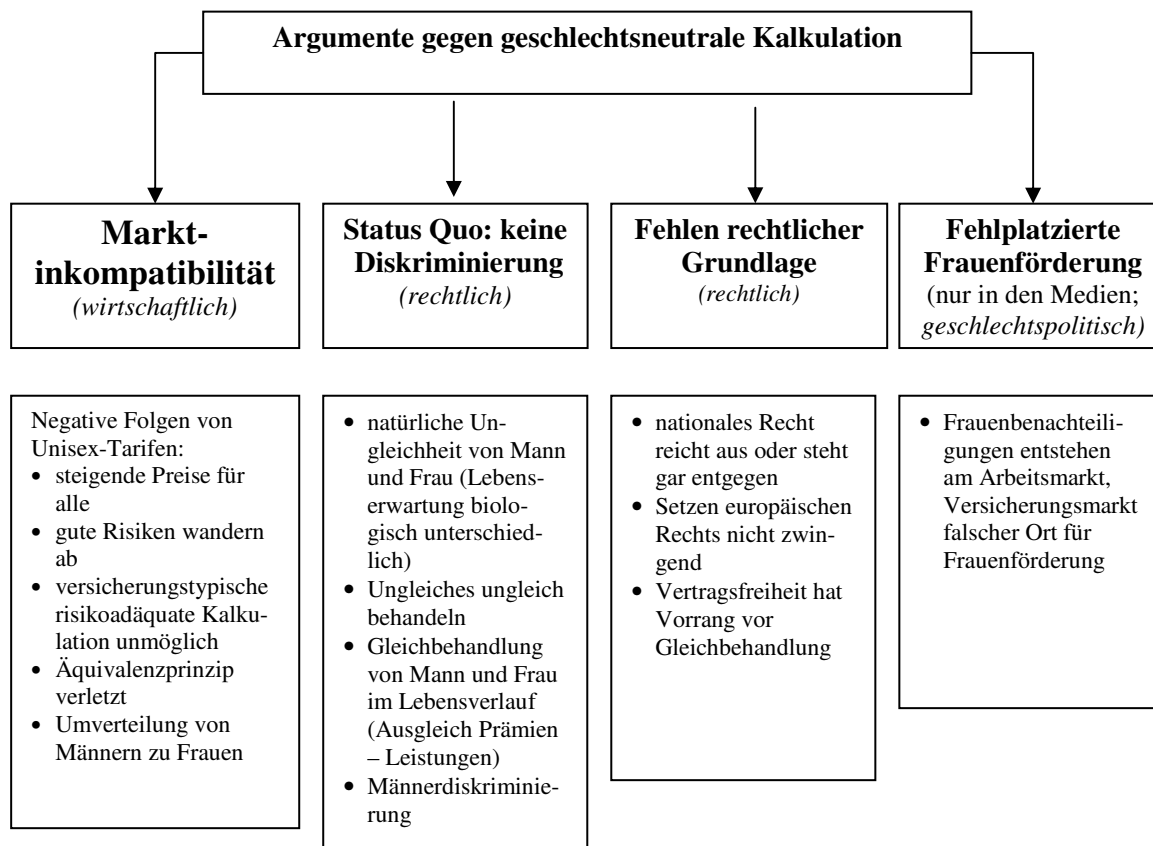 Argumente gegen geschlechtsneutrale Kalkulation
Markt-
inkompatibilität
(wirtschaftlich)
Status Quo: keine
Diskriminierung
(rechtlich)
Fehlen rechtlicher
Grundlage
(rechtlich)
Fehlplatzierte
Frauenförderung
(nur in den Medien;
geschlechtspolitisch)
Negative Folgen von
Unisex-Tarifen:
• steigende Preise für
alle
• gute Risiken wandern
ab
• versicherungstypische
risikoadäquate Kalku-
lation unmöglich
• Äquivalenzprinzip
verletzt
• Umverteilung von
Männern zu Frauen
• natürliche Un-
gleichheit von Mann
und Frau (Lebens-
erwartung biolo-
gisch unterschied-
lich)
• Ungleiches ungleich
behandeln
• Gleichbehandlung
von Mann und Frau
im Lebensverlauf
(Ausgleich Prämien
– Leistungen)
• Männerdiskriminie-
rung
• nationales Recht
reicht aus oder steht
gar entgegen
• Setzen europäischen
Rechts nicht zwin-
gend
• Vertragsfreiheit hat
Vorrang vor
Gleichbehandlung
• Frauenbenachteili-
gungen entstehen
am Arbeitsmarkt,
Versicherungsmarkt
falscher Ort für
Frauenförderung